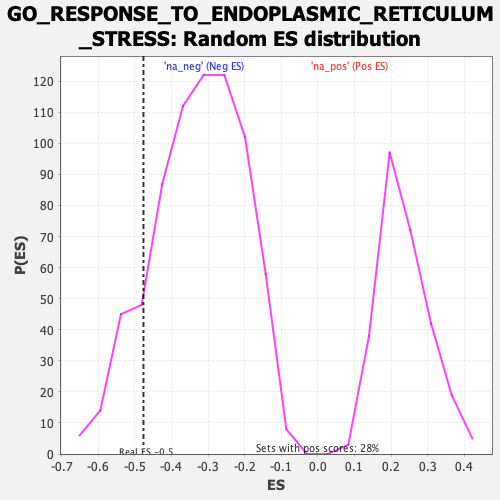 GO_RESPONSE_TO_ENDOPLASMIC_RETICULUM
_STRESS: Random ES distribution
'na_neg' (Neg ES)
'na_pos' (Pos ES)
120
110
100
90
80
70
60
50
40
30
20
10
0
P(ES)
Sets with pos scores: 28%
Real ES -0.5
-0.7 -0.6 -0.5 -0.4 -0.3 -0.2 -0.1 0.0 0.1 0.2 0.3 0.4
ES